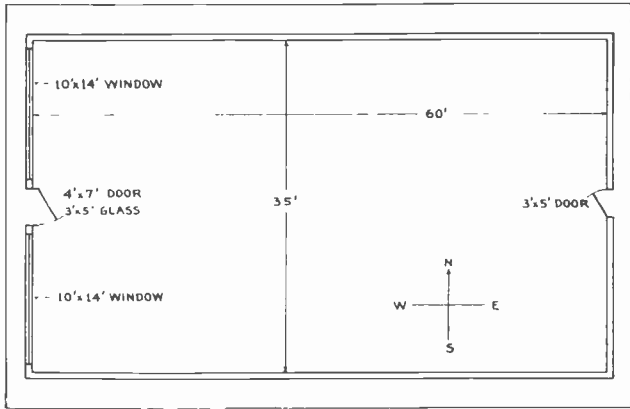 10'x14' WINDOW
60'
4'x7' DOOR
3'x5' GLASS
35'
3'x5' DOOR
N
W E
S
10'x14' WINDOW